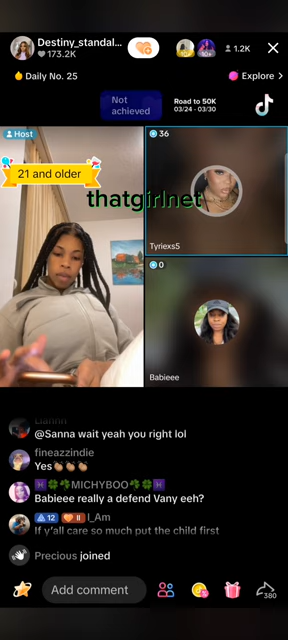 Destiny_standal...
173.2K
10+
1.2K
Daily No. 25
Explore >
Not
achieved
Road to 50K
03/24 - 03/30
Host
36
21 and older
thatgirlnet
Tyriexs5
0
Babieee
@Sanna wait yeah you right lol
fineazzindie
Yes
MICHYBOO
Babieee really a defend Vany eeh?
12 II I_Am
If y'all care so much put the child first
Precious joined
Add comment
380